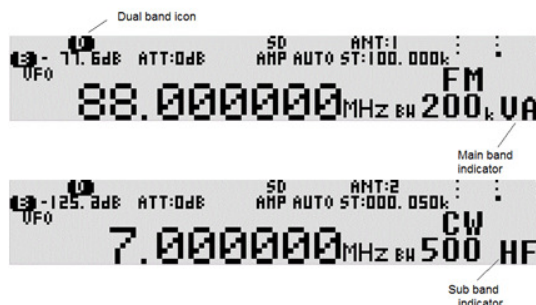 Dual band icon
SD ANT:1
- 77.6dB ATT:0dB AMP AUTO ST:100.000k
VFO FM
88.000000MHz BW 200k VA
Main band
indicator
SD ANT:2
-125.3dB ATT:0dB AMP AUTO ST:000.050k
VFO CW
7.000000MHz BW 500 HF
Sub band
indicator